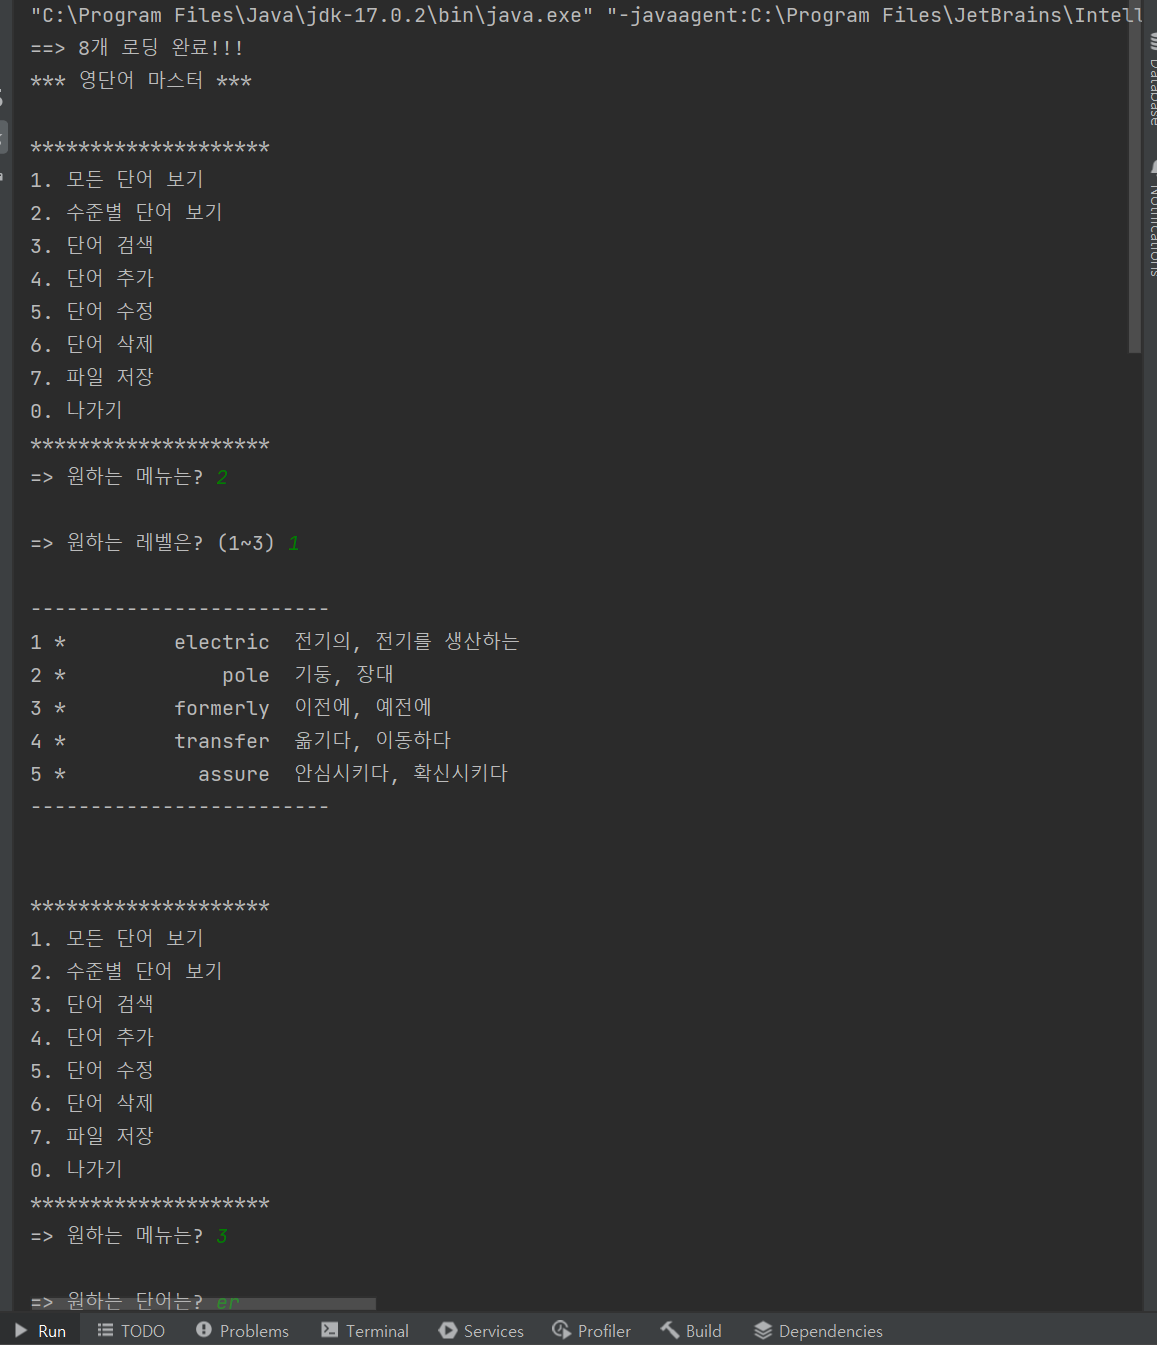 "C:\Program Files\Java\jdk-17.0.2\bin\java.exe" "-javaagent:C:\Program Files\JetBrains\Intell
==> 8개 로딩 완료!!!
*** 영단어 마스터 ***
********************
1. 모든 단어 보기
2. 수준별 단어 보기
3. 단어 검색
4. 단어 추가
5. 단어 수정
6. 단어 삭제
7. 파일 저장
0. 나가기
********************
=> 원하는 메뉴는? 2
=> 원하는 레벨은? (1~3) 1
-------------------------
1 *         electric  전기의, 전기를 생산하는
2 *             pole  기둥, 장대
3 *         formerly  이전에, 예전에
4 *         transfer  옮기다, 이동하다
5 *           assure  안심시키다, 확신시키다
-------------------------
********************
1. 모든 단어 보기
2. 수준별 단어 보기
3. 단어 검색
4. 단어 추가
5. 단어 수정
6. 단어 삭제
7. 파일 저장
0. 나가기
********************
=> 원하는 메뉴는? 3
=> 원하는 단어는? er
Database
Notifications
Run TODO Problems Terminal Services Profiler Build Dependencies